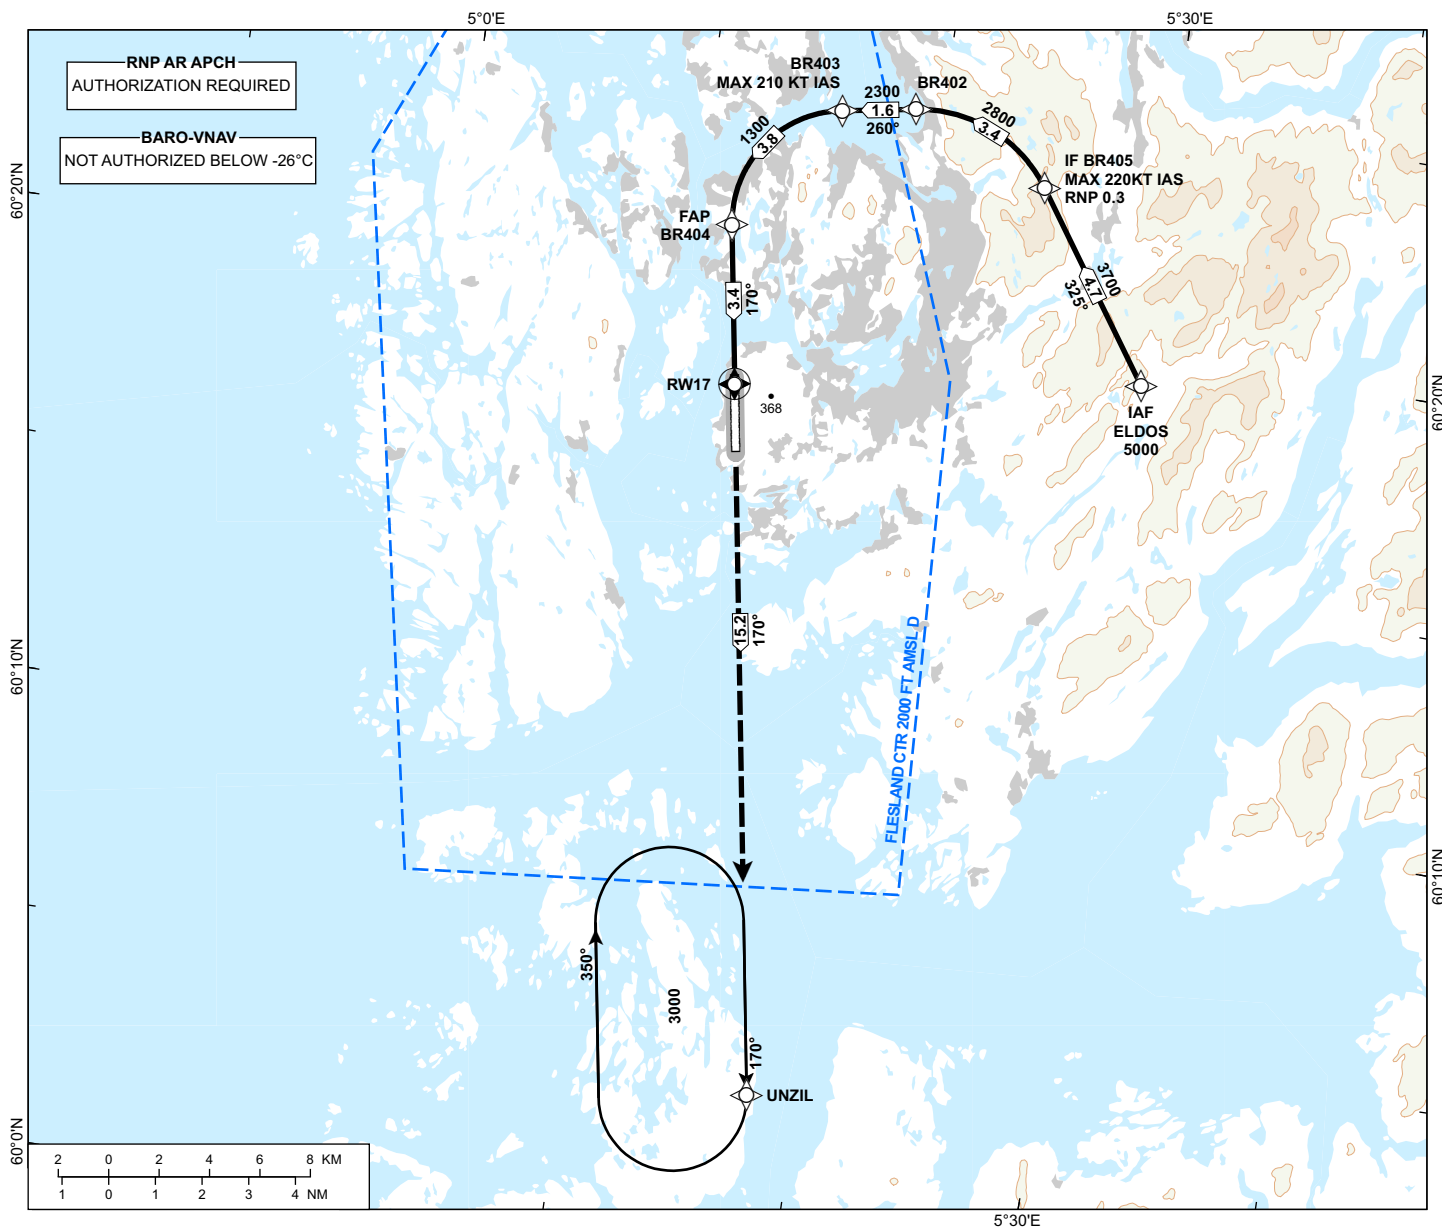 5°0'E
5°30'E
RNP AR APCH
AUTHORIZATION REQUIRED
BARO-VNAV
NOT AUTHORIZED BELOW -26°C
BR403
MAX 210 KT IAS
BR402
2300
1.6
260°
1300
3.8
2800
3.4
IF BR405
MAX 220KT IAS
RNP 0.3
60°20'N
FAP
BR404
3.4
170°
3700
4.7
325°
RW17
368
IAF
ELDOS
5000
60°20'N
15.2
170°
60°10'N
FLESLAND CTR 2000 FT AMSL D
60°10'N
350°
3000
170°
UNZIL
60°0'N
2 0 2 4 6 8 KM
1 0 1 2 3 4 NM
5°30'E